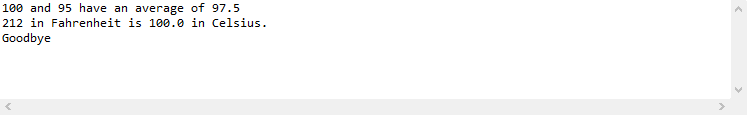 100 and 95 have an average of 97.5
212 in Fahrenheit is 100.0 in Celsius.
Goodbye